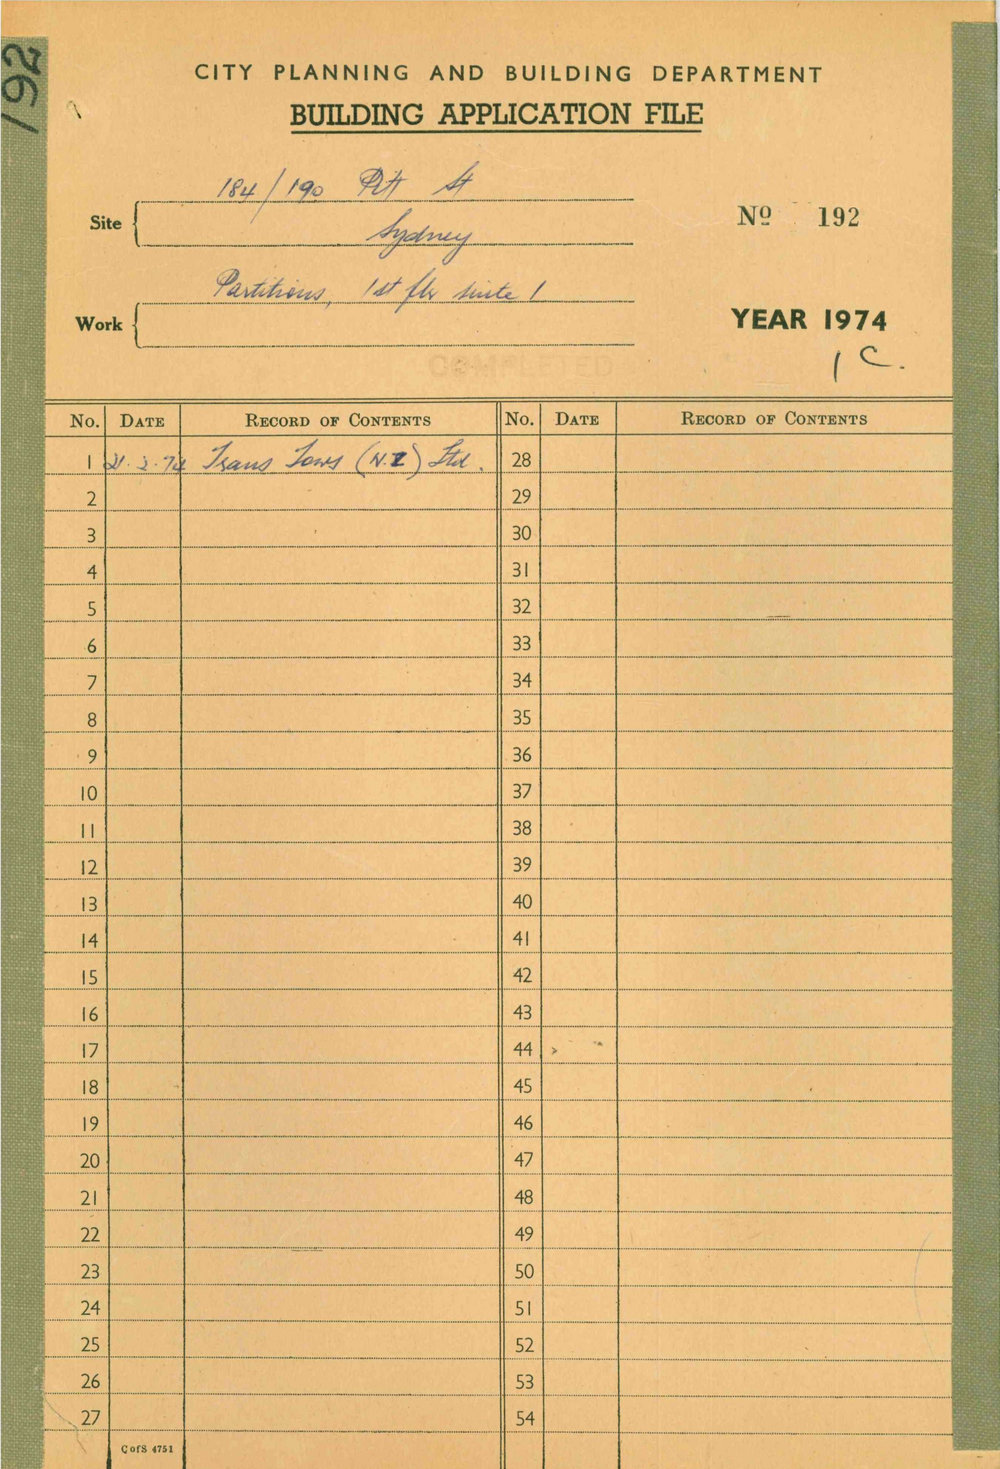 192
CITY PLANNING AND BUILDING DEPARTMENT
BUILDING APPLICATION FILE
184/190 Pitt St
Site
Sydney
Nº 192
Partitions, 1st flr suite 1
Work
YEAR 1974
1 C.
No. DATE RECORD OF CONTENTS No. DATE RECORD OF CONTENTS
1 21.2.74 Trans Tours (N.Z) Ltd. 28
2 29
3 30
4 31
5 32
6 33
7 34
8 35
9 36
10 37
11 38
12 39
13 40
14 41
15 42
16 43
17 44
18 45
19 46
20 47
21 48
22 49
23 50
24 51
25 52
26 53
27 54
C of S 4751